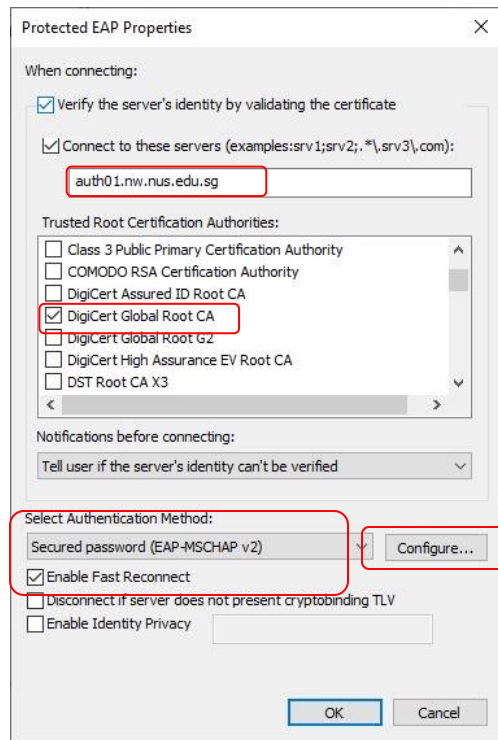 Protected EAP Properties
When connecting:
Verify the server's identity by validating the certificate
Connect to these servers (examples:srv1;srv2;.*\.srv3\.com):
auth01.nw.nus.edu.sg
Trusted Root Certification Authorities:
Class 3 Public Primary Certification Authority
COMODO RSA Certification Authority
DigiCert Assured ID Root CA
DigiCert Global Root CA
DigiCert Global Root G2
DigiCert High Assurance EV Root CA
DST Root CA X3
Notifications before connecting:
Tell user if the server's identity can't be verified
Select Authentication Method:
Secured password (EAP-MSCHAP v2)
Configure...
Enable Fast Reconnect
Disconnect if server does not present cryptobinding TLV
Enable Identity Privacy
OK
Cancel